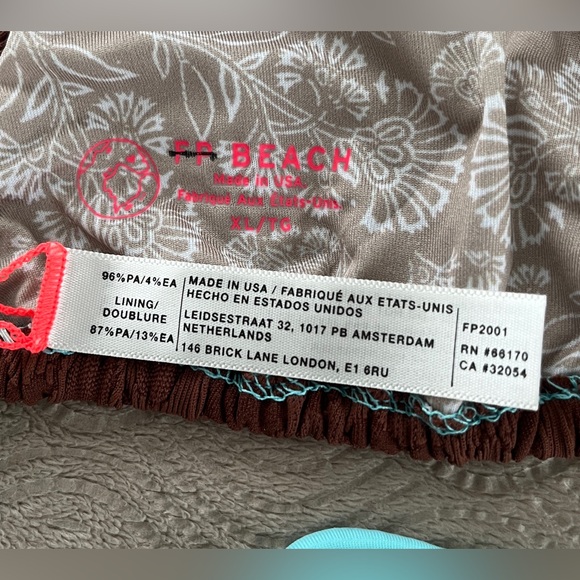 FP BEACH
Made in USA
Fabriqué Aux États-Unis
XL/TG
96%PA/4%EA
LINING/
DOUBLURE
87%PA/13%EA
MADE IN USA / FABRIQUÉ AUX ETATS-UNIS
HECHO EN ESTADOS UNIDOS
LEIDSESTRAAT 32, 1017 PB AMSTERDAM
NETHERLANDS
146 BRICK LANE LONDON, E1 6RU
FP2001
RN #66170
CA #32054